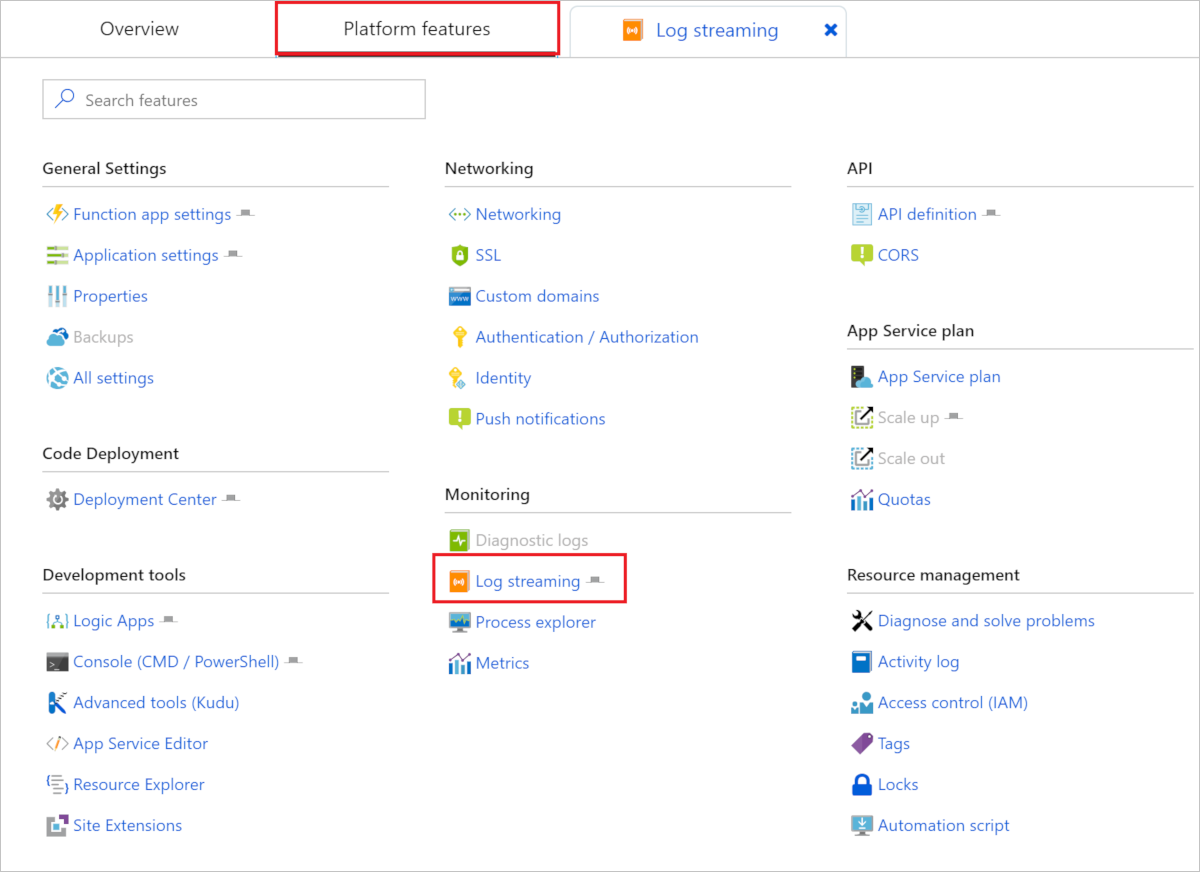 Overview
Platform features
Log streaming
Search features
General Settings
Function app settings
Application settings
Properties
Backups
All settings
Code Deployment
Deployment Center
Development tools
Logic Apps
Console (CMD / PowerShell)
Advanced tools (Kudu)
App Service Editor
Resource Explorer
Site Extensions
Networking
Networking
SSL
www
Custom domains
Authentication / Authorization
Identity
Push notifications
Monitoring
Diagnostic logs
Log streaming
Process explorer
Metrics
API
API definition
CORS
App Service plan
App Service plan
Scale up
Scale out
Quotas
Resource management
Diagnose and solve problems
Activity log
Access control (IAM)
Tags
Locks
Automation script